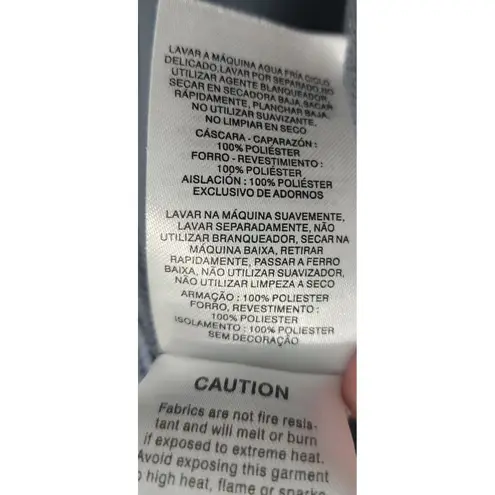 LAVAR A MÁQUINA AGUA FRÍA CICLO
DELICADO, LAVAR POR SEPARADO, NO
UTILIZAR AGENTE BLANQUEADOR,
SECAR EN SECADORA BAJA, SACAR
RÁPIDAMENTE, PLANCHAR BAJA,
NO UTILIZAR SUAVIZANTE,
NO LIMPIAR EN SECO
CÁSCARA - CAPARAZÓN :
100% POLIÉSTER
FORRO - REVESTIMIENTO :
100% POLIÉSTER
AISLACIÓN : 100% POLIÉSTER
EXCLUSIVO DE ADORNOS
LAVAR NA MÁQUINA SUAVEMENTE,
LAVAR SEPARADAMENTE, NÃO
UTILIZAR BRANQUEADOR, SECAR NA
MÁQUINA BAIXA, RETIRAR
RAPIDAMENTE, PASSAR A FERRO
BAIXA, NÃO UTILIZAR SUAVIZADOR,
NÃO UTILIZAR LIMPEZA A SECO
ARMAÇÃO : 100% POLIESTER
FORRO, REVESTIMENTO :
100% POLIESTER
ISOLAMENTO : 100% POLIESTER
SEM DECORAÇÃO
CAUTION
Fabrics are not fire resis-
tant and will melt or burn
if exposed to extreme heat.
Avoid exposing this garment
to high heat, flame or sparks